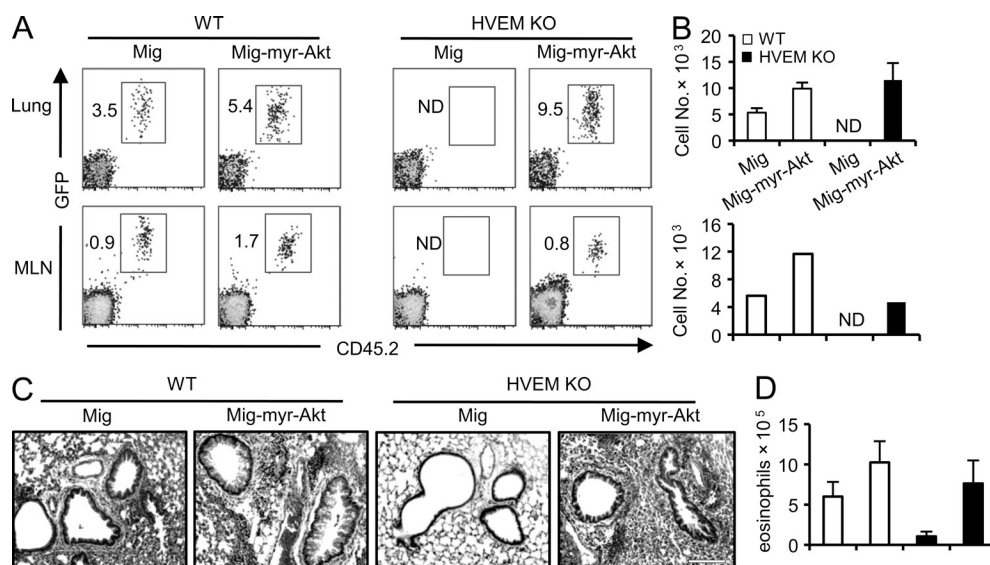 A
WT
HVEM KO
Mig
Mig-myr-Akt
Mig
Mig-myr-Akt
Lung
3.5
5.4
ND
9.5
GFP
MLN
0.9
1.7
ND
0.8
CD45.2
B
WT
HVEM KO
Cell No. × 10³
20
15
10
5
0
ND
Mig
Mig-myr-Akt
Mig
Mig-myr-Akt
Cell No. × 10³
16
12
8
4
0
ND
C
WT
HVEM KO
Mig
Mig-myr-Akt
Mig
Mig-myr-Akt
D
eosinophils × 10⁵
15
10
5
0